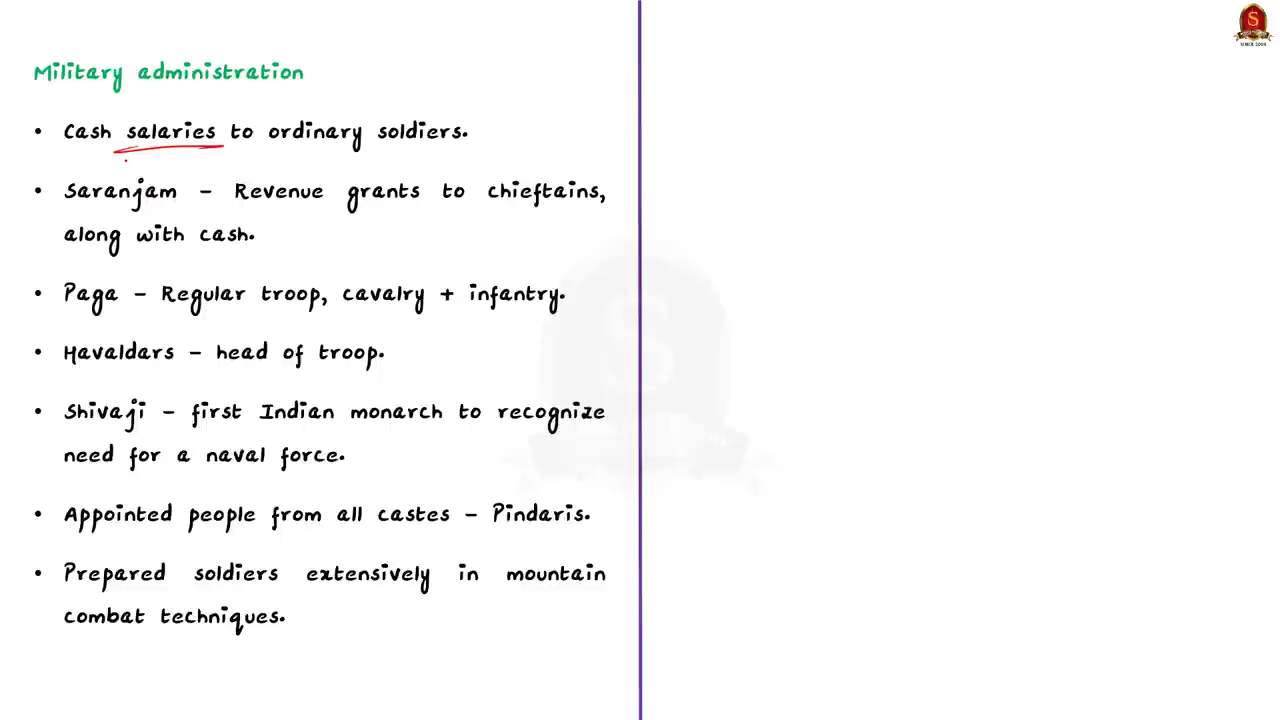 S
SINCE 2004
Military administration
• Cash salaries to ordinary soldiers.
• Saranjam – Revenue grants to chieftains,
along with cash.
• Paga – Regular troop, cavalry + infantry.
• Havaldars – head of troop.
• Shivaji – first Indian monarch to recognize
need for a naval force.
• Appointed people from all castes – Pindaris.
• Prepared soldiers extensively in mountain
combat techniques.